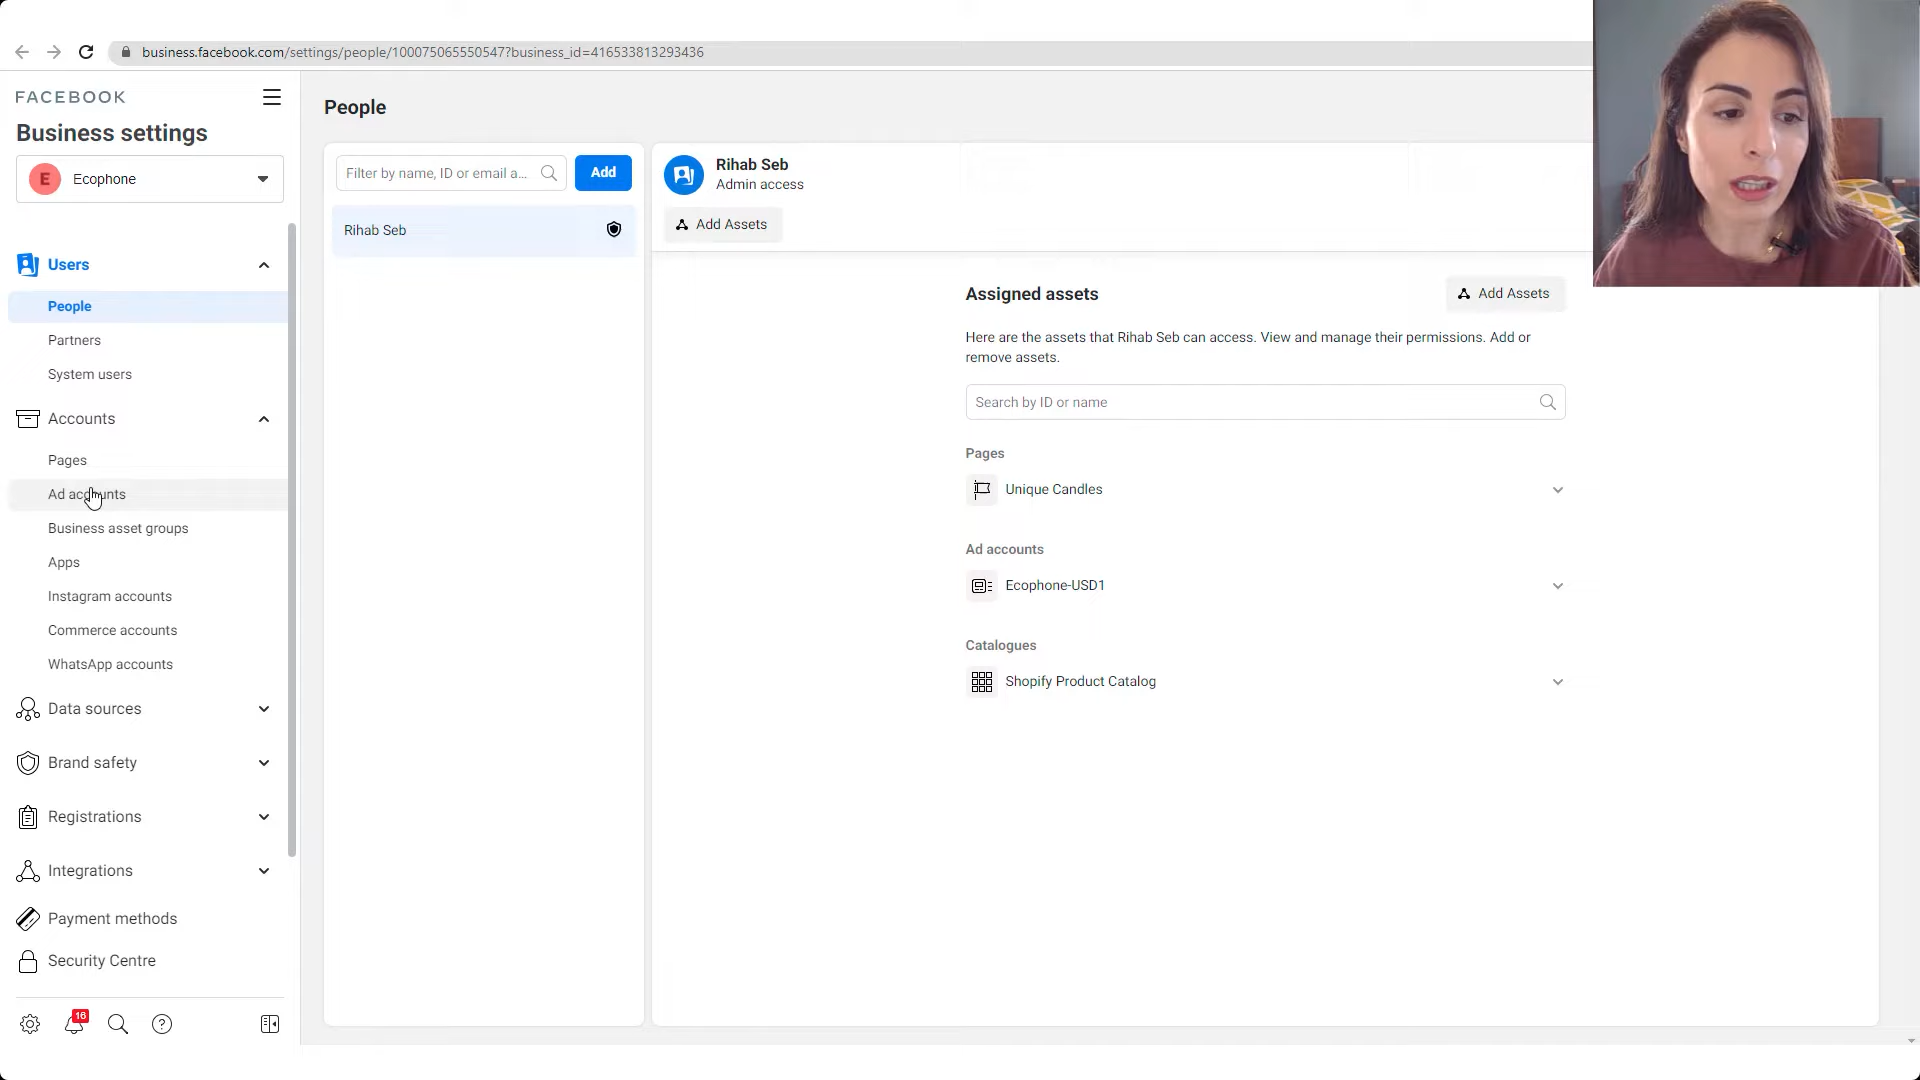 business.facebook.com/settings/people/100075065550547?business_id=416533813293436
FACEBOOK
Business settings
E
Ecophone
Users
People
Partners
System users
Accounts
Pages
Ad accounts
Business asset groups
Apps
Instagram accounts
Commerce accounts
WhatsApp accounts
Data sources
Brand safety
Registrations
Integrations
Payment methods
Security Centre
16
People
Filter by name, ID or email a...
Add
Rihab Seb
Rihab Seb
Admin access
Add Assets
Assigned assets
Add Assets
Here are the assets that Rihab Seb can access. View and manage their permissions. Add or
remove assets.
Search by ID or name
Pages
Unique Candles
Ad accounts
Ecophone-USD1
Catalogues
Shopify Product Catalog